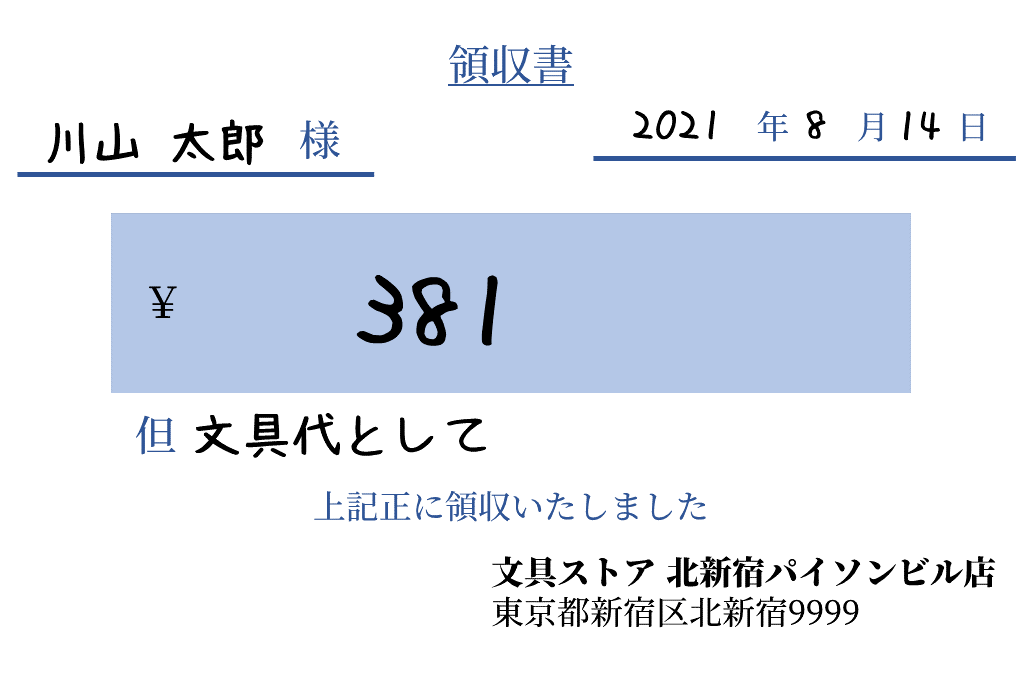 領収書
川山 太郎 様
2021 年 8 月 14 日
¥ 381
但 文具代として
上記正に領収いたしました
文具ストア 北新宿パイソンビル店
東京都新宿区北新宿9999